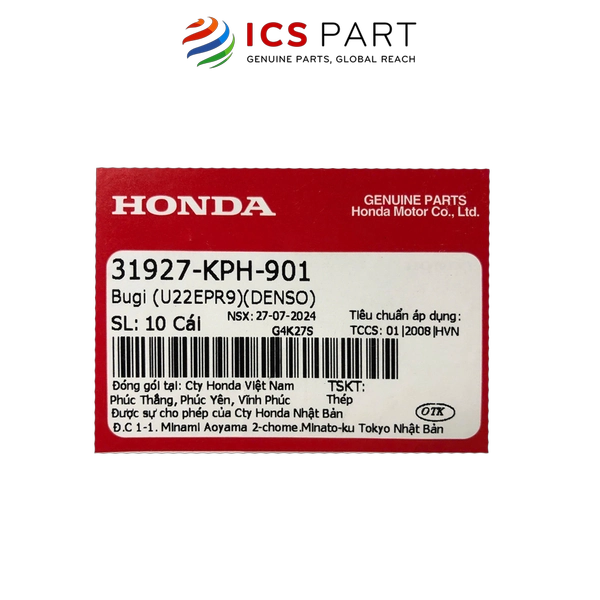 ICS PART
GENUINE PARTS, GLOBAL REACH
HONDA
GENUINE PARTS
Honda Motor Co., Ltd.
31927-KPH-901
Bugi (U22EPR9)(DENSO)
SL: 10 Cái
NSX: 27-07-2024
G4K27S
Tiêu chuẩn áp dụng:
TCCS: 01|2008|HVN
Đóng gói tại: Cty Honda Việt Nam
TSKT:
Phúc Thắng, Phúc Yên, Vĩnh Phúc
Thép
Được sự cho phép của Cty Honda Nhật Bản
OTK
Đ.C 1-1. Minami Aoyama 2-chome.Minato-ku Tokyo Nhật Bản